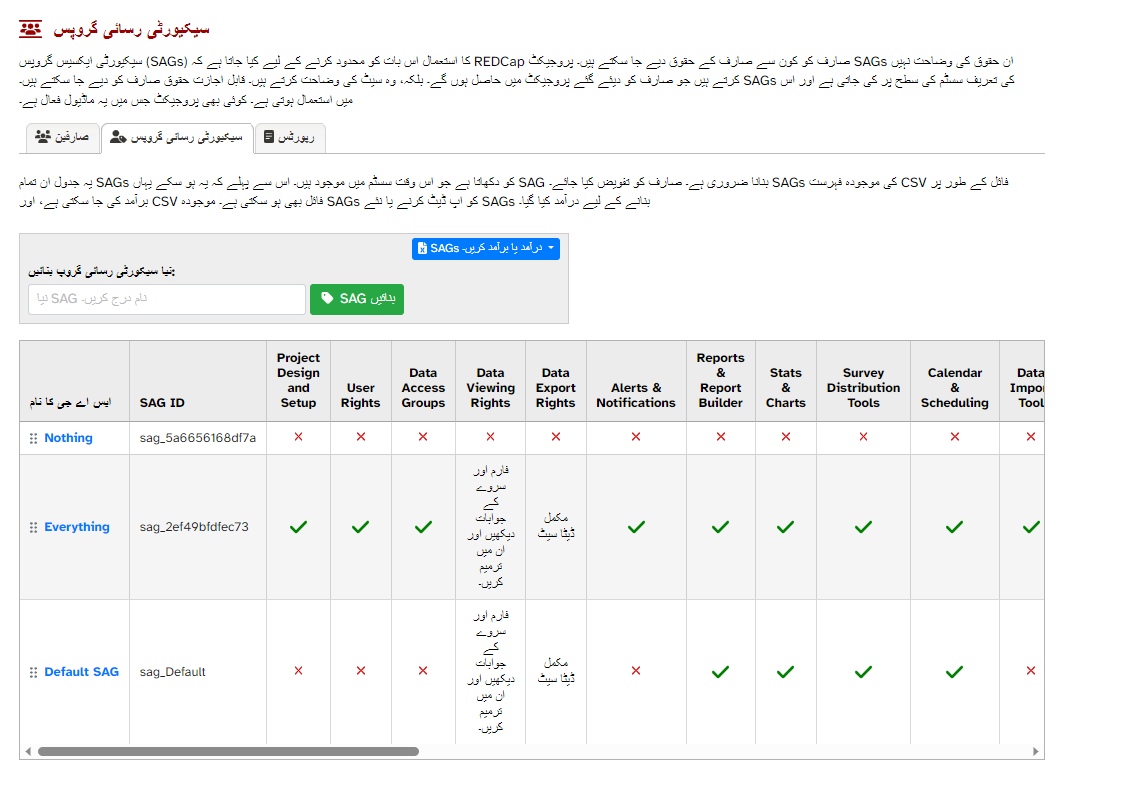 سیکیورٹی رسائی گروپس
سیکیورٹی ایکسیس گروپس (SAGs) کا استعمال اس بات کو محدود کرنے کے لیے کیا جاتا ہے کہ REDCap صارف کو کون سے صارف کے حقوق دیے جا سکتے ہیں۔ پروجیکٹ SAGs ان حقوق کی وضاحت نہیں
کرتے ہیں جو صارف کو دیئے گئے پروجیکٹ میں حاصل ہوں گے۔ بلکہ، وہ سیٹ کی وضاحت کرتے ہیں۔ قابل اجازت حقوق صارف کو دیے جا سکتے ہیں۔ SAGs کی تعریف سسٹم کی سطح پر کی جاتی ہے اور اس
میں استعمال ہوتی ہے۔ کوئی بھی پروجیکٹ جس میں یہ ماڈیول فعال ہے۔
صارفین
سیکیورٹی رسائی گروپس
رپورٹس
یہ جدول ان تمام SAGs کو دکھاتا ہے جو اس وقت سسٹم میں موجود ہیں۔ اس سے پہلے کہ یہ ہو سکے یہاں SAG بنانا ضروری ہے۔ صارف کو تفویض کیا جائے۔ SAGs کی موجودہ فہرست CSV فائل کے طور پر
برآمد کی جا سکتی ہے، اور CSV فائل بھی ہو سکتی ہے۔ موجودہ SAGs کو اپ ڈیٹ کرنے یا نئے SAGs بنانے کے لیے درآمد کیا گیا۔
SAGs درآمد یا برآمد کریں۔
نیا سیکورٹی رسائی گروپ بنائیں:
نیا SAG نام درج کریں۔
SAG بنائیں
ایس اے جی کا نام
SAG ID
Project Design and Setup
User Rights
Data Access Groups
Data Viewing Rights
Data Export Rights
Alerts & Notifications
Reports & Report Builder
Stats & Charts
Survey Distribution Tools
Calendar & Scheduling
Data
Nothing
sag_5a6656168df7a
Everything
sag_2ef49bfdfec73
فارم اور
سروے
کے
جوابات
دیکھیں اور
ان میں
ترمیم
کریں۔
مکمل
ڈیٹا سیٹ
Default SAG
sag_Default
فارم اور
سروے
کے
جوابات
دیکھیں اور
ان میں
ترمیم
کریں۔
مکمل
ڈیٹا سیٹ